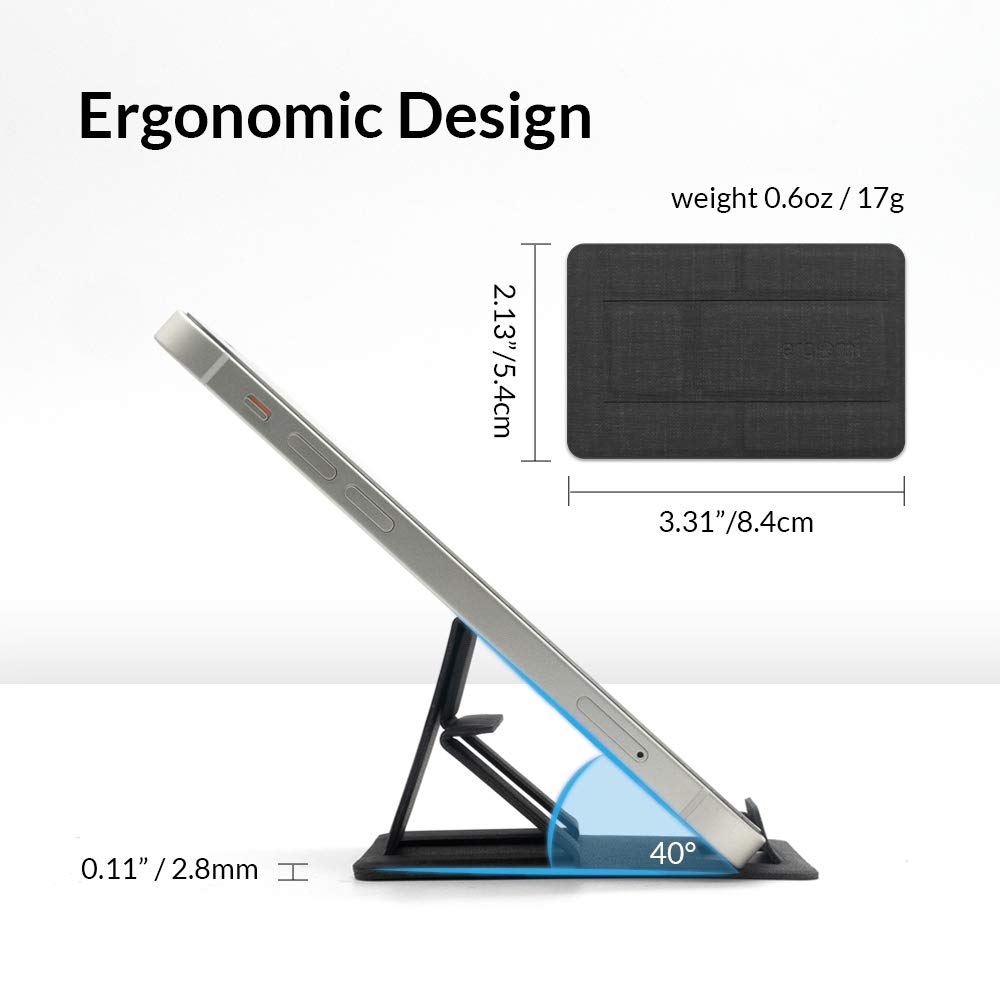 Ergonomic Design
weight 0.6oz / 17g
2.13”/5.4cm
3.31”/8.4cm
40°
0.11” / 2.8mm